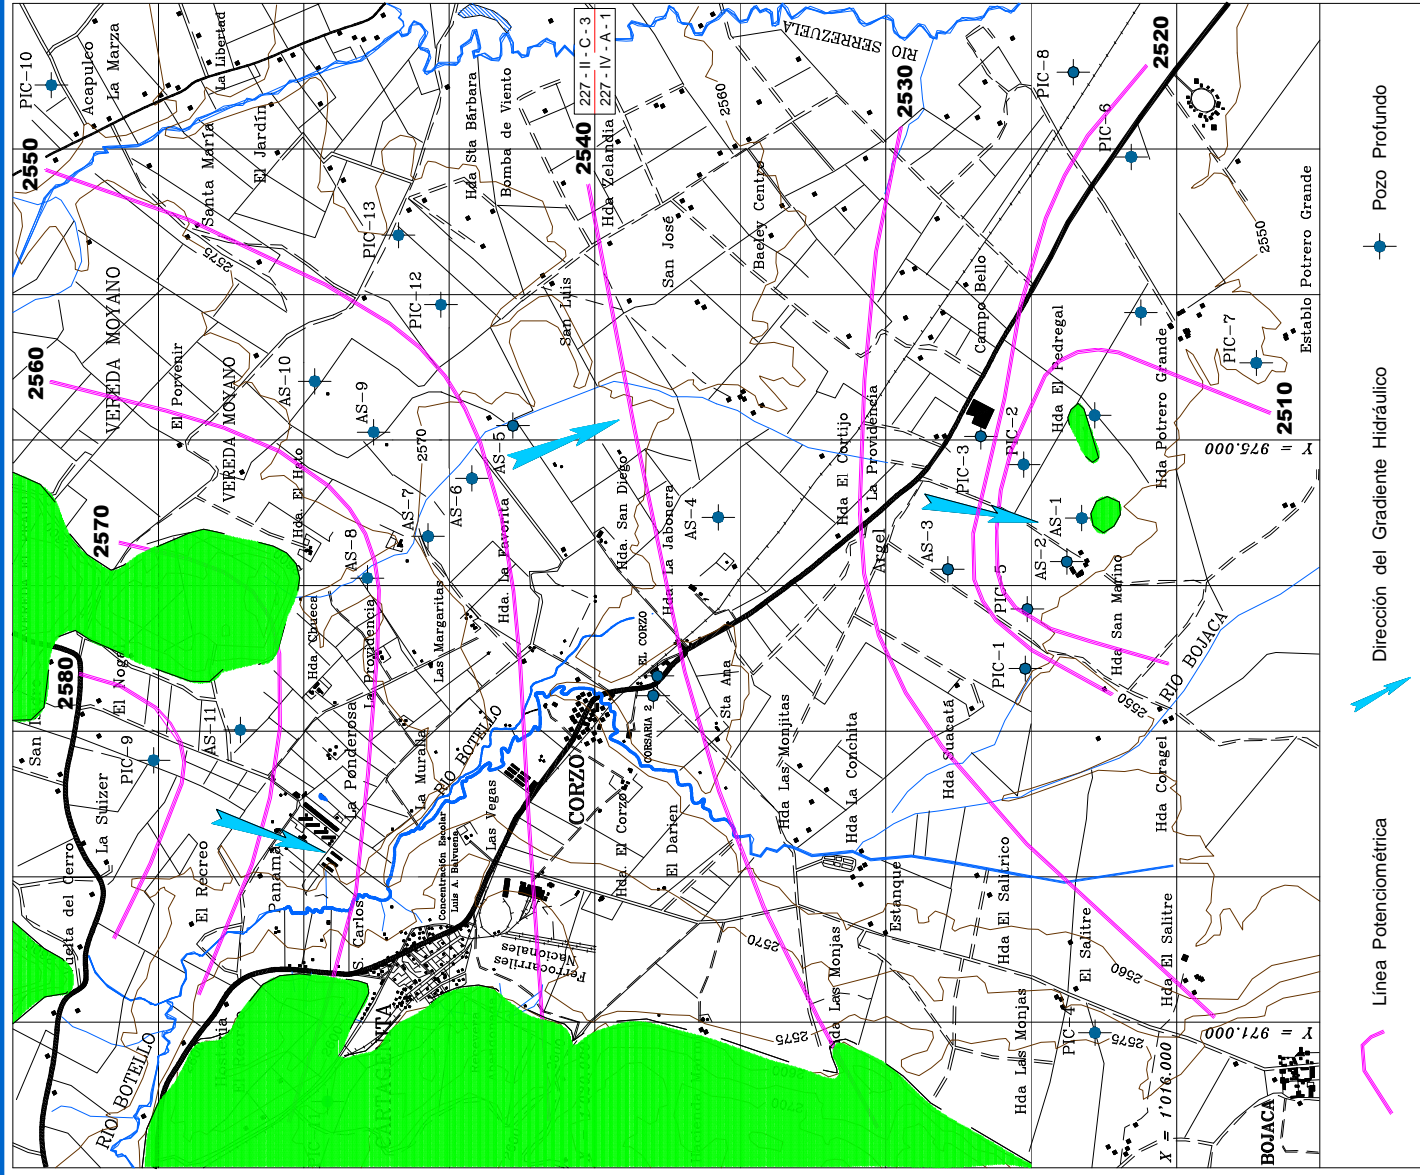 PIC-10
Acapulco
La Marza
La Libertad
2550
Santa María
El Jardín
PIC-13
2575
VEREDA MOYANO
PIC-12
Hda Sta Bárbara
Bomba de Viento
227 - II - C - 3
227 - IV - A - 1
2540
Hda Zelandia
San José
San Luis
2560
Baeley Centro
RIO
SERREZUELA
2530
PIC-8
2520
PIC-6
2550
Establo Potrero Grande
PIC-7
Campo Bello
Hda El Pedregal
Hda Potrero Grande
2510
Y = 975.000
2560
El Porvenir
VEREDA MOYANO
AS-10
AS-9
2570
AS-5
Hda. El Hato
AS-8
AS-7
AS-6
Hda. La Favorita
Hda. San Diego
Hda La Jabonera
AS-4
Hda El Cortijo
La Providencia
Argel
PIC-3
PIC-2
AS-3
AS-1
AS-2
PIC-5
Hda San Marino
PIC-1
2550
RIO BOJACA
2570
2580
El Noga
AS-11
PIC-9
La Suizer
Hda Chueca
La Providencia
Las Margaritas
La Ponderosa
La Muralla
RIO BOTELLO
EL CORZO
CORSARIA 2
Sta Ana
CORZO
Las Vegas
Concentración Escolar
Luis A. Balvuena
Hda. El Corzo
El Darien
Hda Las Monjitas
Hda La Conchita
Hda Suacatá
Hda Coragel
El Recreo
Panamá
S. Carlos
Ferrocarriles
Nacionales
2570
Estanque
Hda El Salitrico
El Salitre
2560
Hda El Salitre
Hda Las Monjas
2575
PIC-4
2575
Hda Las Monjas
Y = 971.000
X = 1'016.000
BOJACA
RIO BOTELLO
2700
Línea Potenciométrica
Dirección del Gradente Hidráulico
Pozo Profundo